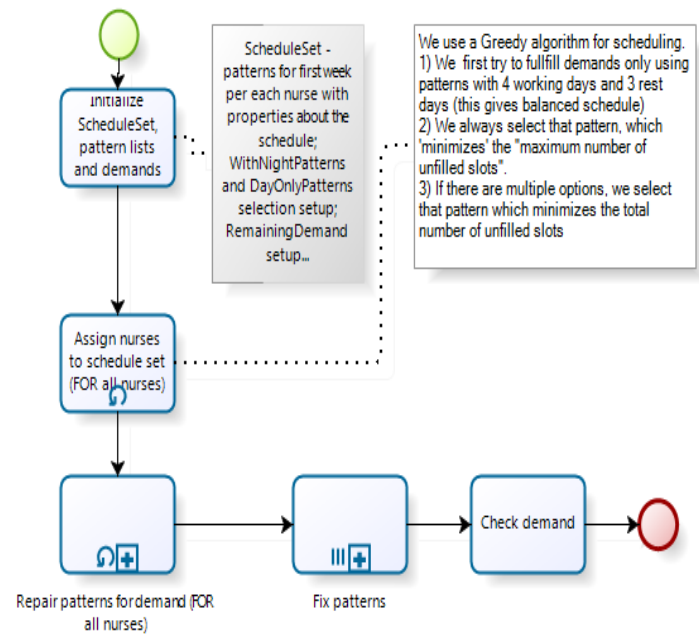 Initialize
ScheduleSet,
pattern lists
and demands
ScheduleSet -
patterns for first week
per each nurse with
properties about the
schedule;
WithNightPatterns
and DayOnlyPatterns
selection setup;
RemainingDemand
setup...
We use a Greedy algorithm for scheduling.
1) We first try to fullfill demands only using
patterns with 4 working days and 3 rest
days (this gives balanced schedule)
2) We always select that pattern, which
'minimizes' the "maximum number of
unfilled slots".
3) If there are multiple options, we select
that pattern which minimizes the total
number of unfilled slots
Assign nurses
to schedule set
(FOR all nurses)
Check demand
Repair patterns for demand (FOR
all nurses)
Fix patterns